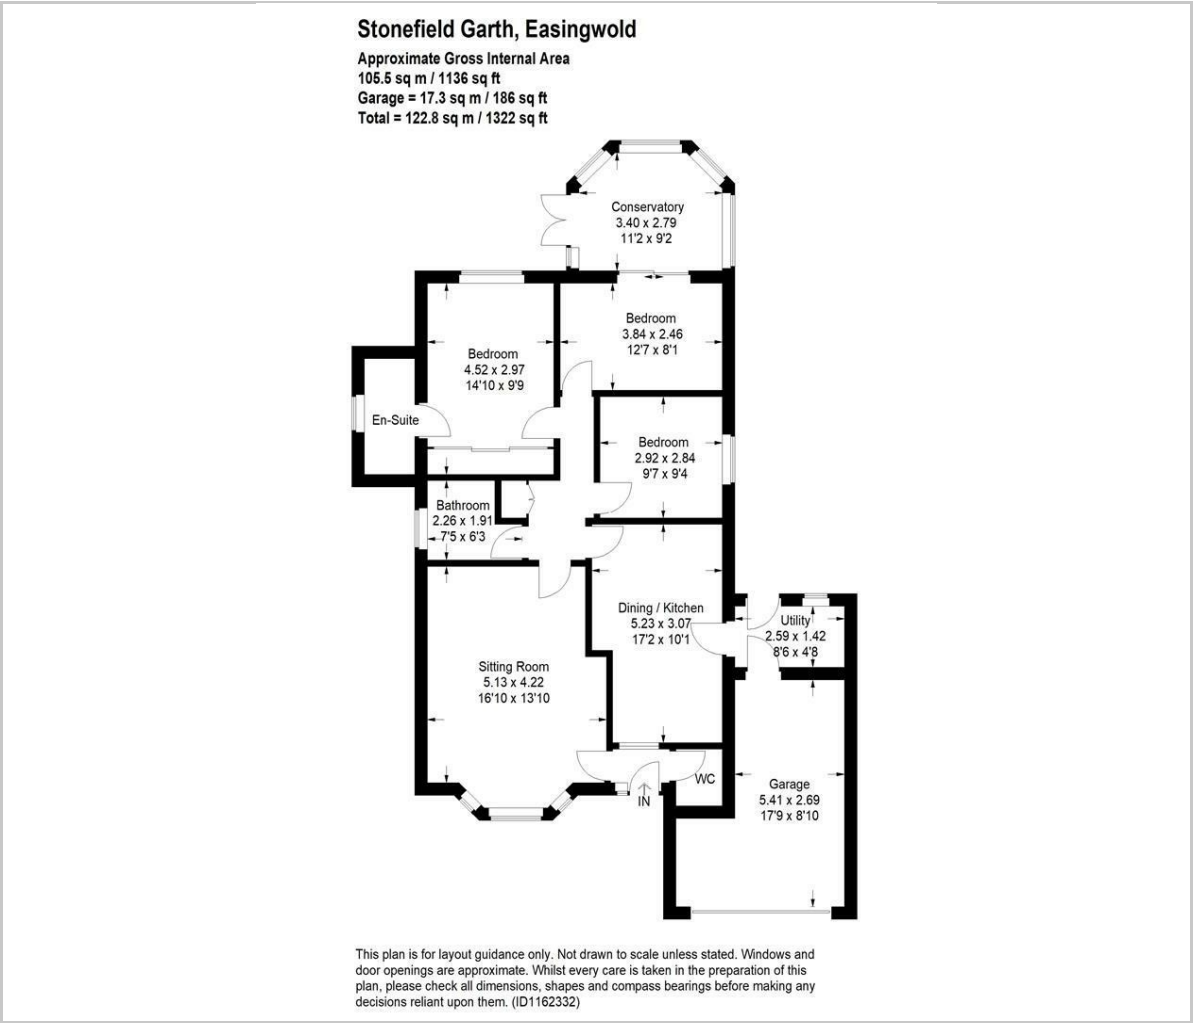 Stonefield Garth, Easingwold
Approximate Gross Internal Area
105.5 sq m / 1136 sq ft
Garage = 17.3 sq m / 186 sq ft
Total = 122.8 sq m / 1322 sq ft
Conservatory
3.40 x 2.79
11'2 x 9'2
Bedroom
3.84 x 2.46
12'7 x 8'1
Bedroom
4.52 x 2.97
14'10 x 9'9
En-Suite
Bedroom
2.92 x 2.84
9'7 x 9'4
Bathroom
2.26 x 1.91
7'5 x 6'3
Dining / Kitchen
5.23 x 3.07
17'2 x 10'1
Utility
2.59 x 1.42
8'6 x 4'8
Sitting Room
5.13 x 4.22
16'10 x 13'10
WC
IN
Garage
5.41 x 2.69
17'9 x 8'10
This plan is for layout guidance only. Not drawn to scale unless stated. Windows and
door openings are approximate. Whilst every care is taken in the preparation of this
plan, please check all dimensions, shapes and compass bearings before making any
decisions reliant upon them. (ID1162332)